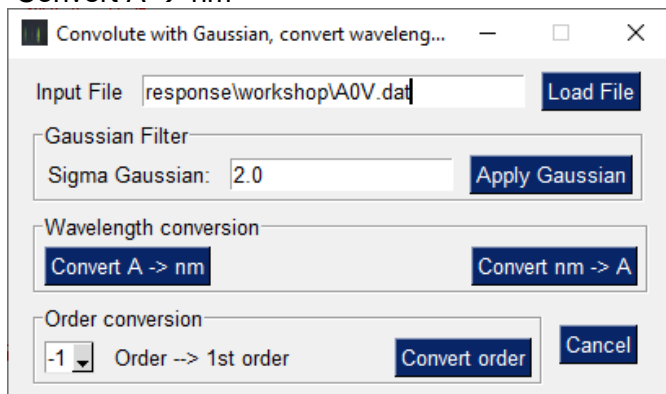 Convert A -> nm
Convolute with Gaussian, convert waveleng...
Input File response\workshop\A0V.dat Load File
Gaussian Filter
Sigma Gaussian: 2.0 Apply Gaussian
Wavelength conversion
Convert A -> nm Convert nm -> A
Order conversion
-1 Order --> 1st order Convert order Cancel